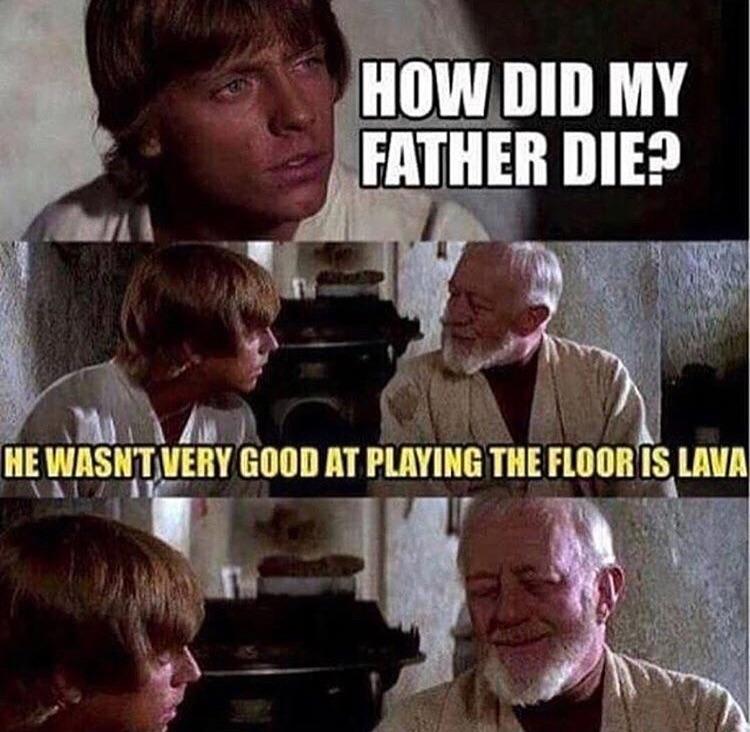 HOW DID MY
FATHER DIE?
HE WASN'T VERY GOOD AT PLAYING THE FLOOR IS LAVA